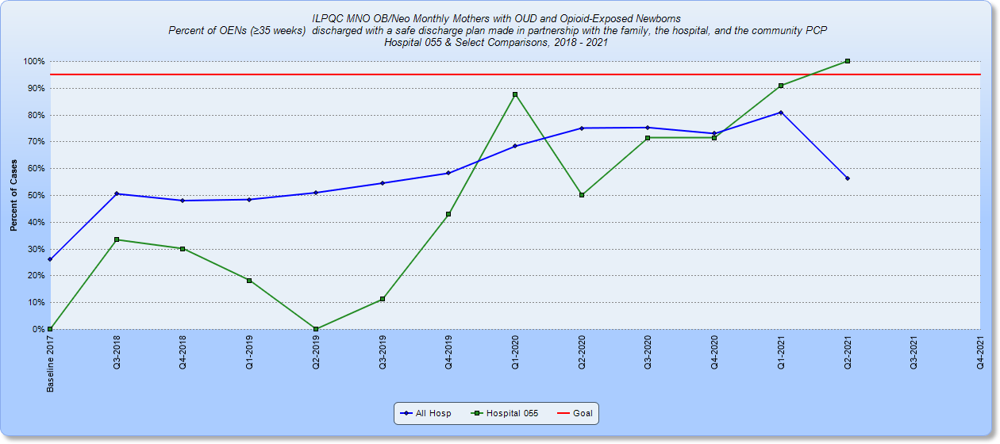 ILPQC MNO OB/Neo Monthly Mothers with OUD and Opioid-Exposed Newborns
Percent of OENs (≥35 weeks)  discharged with a safe discharge plan made in partnership with the family, the hospital, and the community PCP
Hospital 055 & Select Comparisons, 2018 - 2021
100%
90%
80%
70%
60%
50%
40%
30%
20%
10%
0%
Percent of Cases
Baseline 2017
Q3-2018
Q4-2018
Q1-2019
Q2-2019
Q3-2019
Q4-2019
Q1-2020
Q2-2020
Q3-2020
Q4-2020
Q1-2021
Q2-2021
Q3-2021
Q4-2021
All Hosp
Hospital 055
Goal